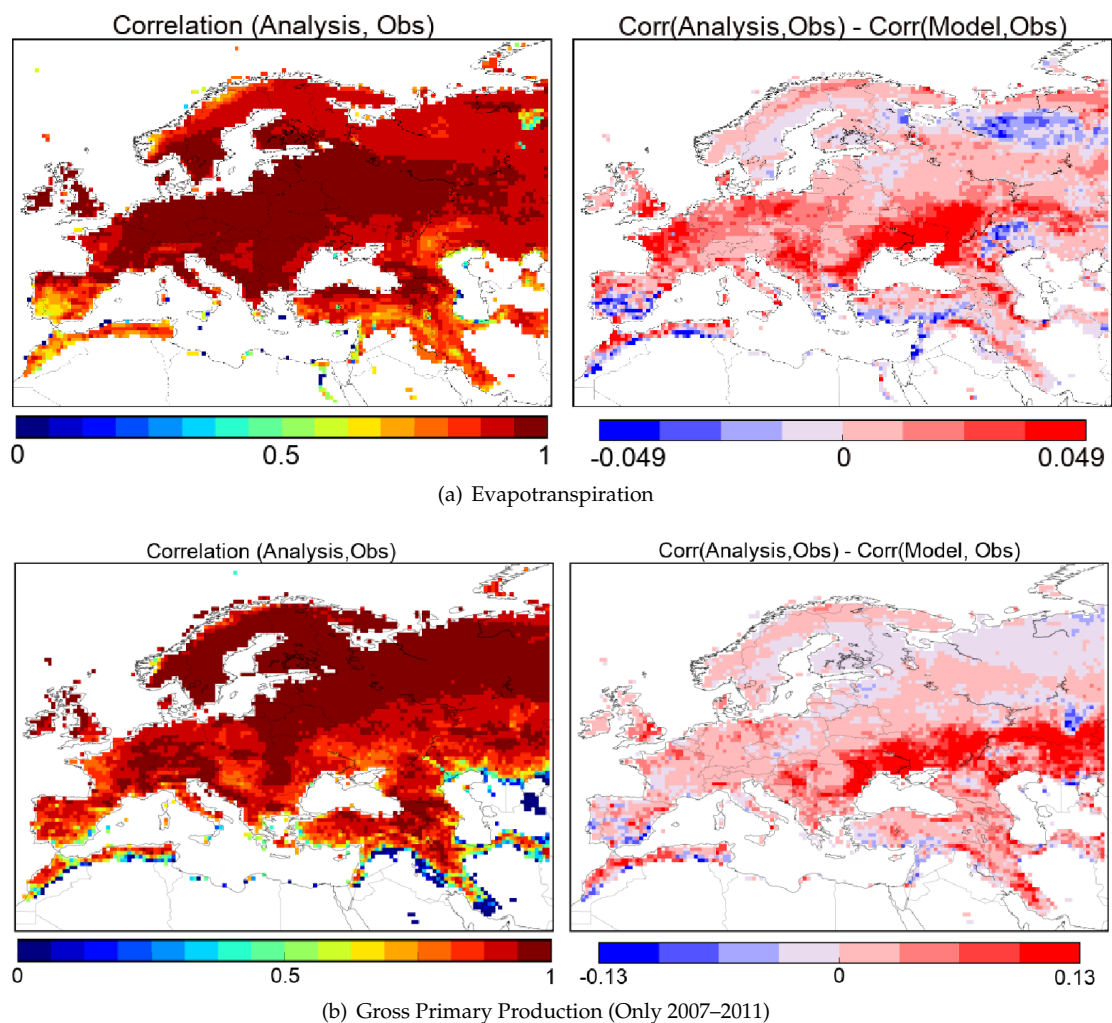 Correlation (Analysis, Obs)
Corr(Analysis,Obs) - Corr(Model,Obs)
0 0.5 1
-0.049 0 0.049
(a) Evapotranspiration
Correlation (Analysis,Obs)
Corr(Analysis,Obs) - Corr(Model, Obs)
0 0.5 1
-0.13 0 0.13
(b) Gross Primary Production (Only 2007–2011)